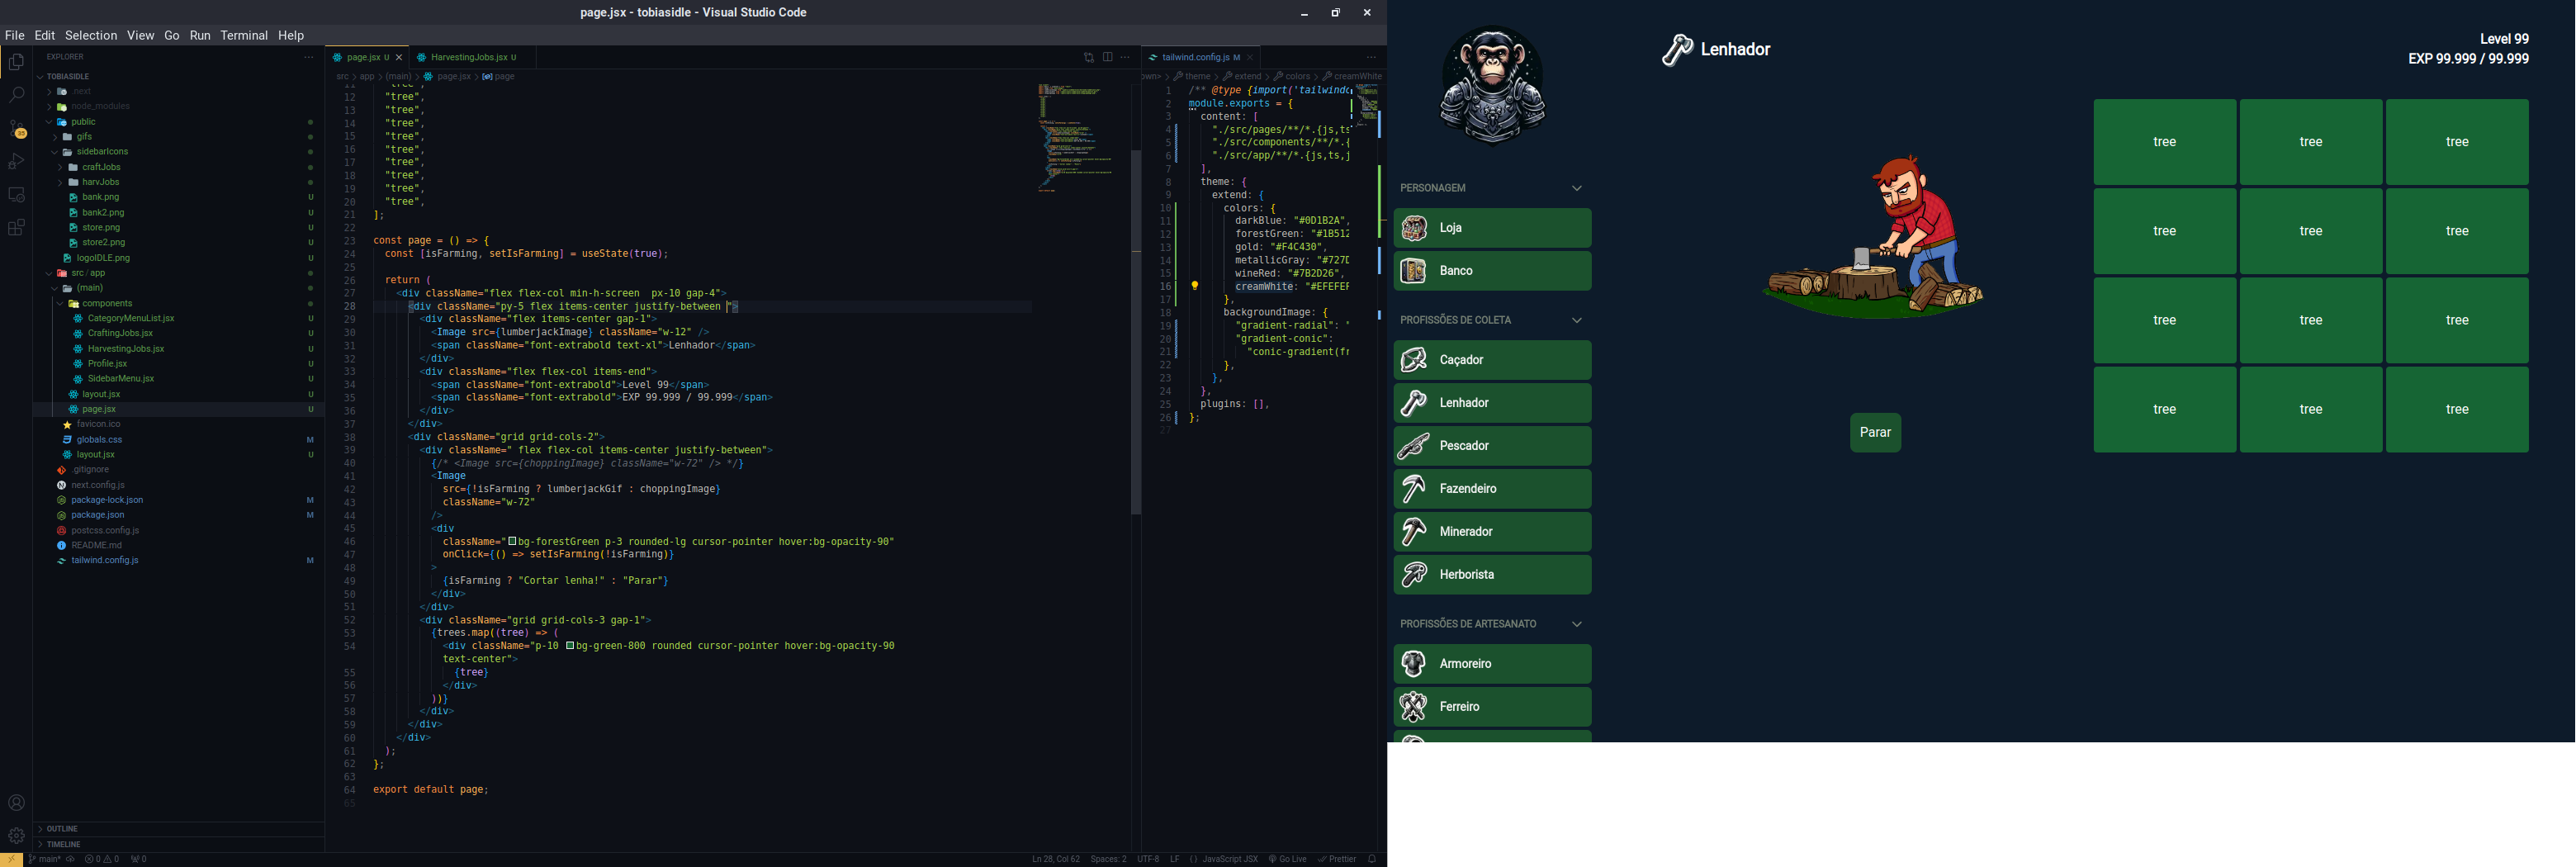 page.jsx - tobiasidle - Visual Studio Code
File Edit Selection View Go Run Terminal Help
EXPLORER
TOBIASIDLE
.next
node_modules
public
gifs
sidebarIcons
craftJobs
harvJobs
bank.png U
bank2.png U
store.png U
store2.png U
logoIDLE.png U
src / app
(main)
components
CategoryMenuList.jsx U
CraftingJobs.jsx U
HarvestingJobs.jsx U
Profile.jsx U
SidebarMenu.jsx U
layout.jsx U
page.jsx U
favicon.ico
globals.css M
layout.jsx U
.gitignore
next.config.js
package-lock.json M
package.json M
postcss.config.js
README.md
tailwind.config.js M
OUTLINE
TIMELINE
page.jsx U
HarvestingJobs.jsx U
src > app > (main) > page.jsx > page
11 "tree",
12 "tree",
13 "tree",
14 "tree",
15 "tree",
16 "tree",
17 "tree",
18 "tree",
19 "tree",
20 "tree",
21 ];
22
23 const page = () => {
24 const [isFarming, setIsFarming] = useState(true);
25
26 return (
27 <div className="flex flex-col min-h-screen  px-10 gap-4">
28 <div className="py-5 flex items-center justify-between ">
29 <div className="flex items-center gap-1">
30 <Image src={lumberjackImage} className="w-12" />
31 <span className="font-extrabold text-xl">Lenhador</span>
32 </div>
33 <div className="flex flex-col items-end">
34 <span className="font-extrabold">Level 99</span>
35 <span className="font-extrabold">EXP 99.999 / 99.999</span>
36 </div>
37 </div>
38 <div className="grid grid-cols-2">
39 <div className=" flex flex-col items-center justify-between">
40 {/* <Image src={choppingImage} className="w-72" /> */}
41 <Image
42 src={!isFarming ? lumberjackGif : choppingImage}
43 className="w-72"
44 />
45 <div
46 className="bg-forestGreen p-3 rounded-lg cursor-pointer hover:bg-opacity-90"
47 onClick={() => setIsFarming(!isFarming)}
48 >
49 {isFarming ? "Cortar lenha!" : "Parar"}
50 </div>
51 </div>
52 <div className="grid grid-cols-3 gap-1">
53 {trees.map((tree) => (
54 <div className="p-10 bg-green-800 rounded cursor-pointer hover:bg-opacity-90
text-center">
55 {tree}
56 </div>
57 ))}
58 </div>
59 </div>
60 </div>
61 );
62 };
63
64 export default page;
65
tailwind.config.js M
own> > theme > extend > colors > creamWhite
1 /** @type {import('tailwindc
2 module.exports = {
3 content: [
4 "./src/pages/**/*.{js,ts
5 "./src/components/**/*.{
6 "./src/app/**/*.{js,ts,j
7 ],
8 theme: {
9 extend: {
10 colors: {
11 darkBlue: "#0D1B2A",
12 forestGreen: "#1B512
13 gold: "#F4C430",
14 metallicGray: "#727D
15 wineRed: "#7B2D26",
16 creamWhite: "#EFEFEF
17 },
18 backgroundImage: {
19 "gradient-radial": "
20 "gradient-conic":
21 "conic-gradient(fr
22 },
23 },
24 },
25 plugins: [],
26 };
27
main* 0 0 0
Ln 28, Col 62 Spaces: 2 UTF-8 LF {} JavaScript JSX Go Live Prettier
35
Lenhador
Level 99
EXP 99.999 / 99.999
PERSONAGEM
Loja
Banco
PROFISSÕES DE COLETA
Caçador
Lenhador
Pescador
Fazendeiro
Minerador
Herborista
PROFISSÕES DE ARTESANATO
Armoreiro
Ferreiro
Parar
tree tree tree
tree tree tree
tree tree tree
tree tree tree